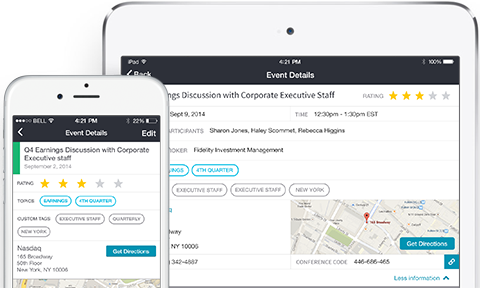 iPad
4:21 PM
100%
Back
Event Details
ngs Discussion with Corporate Executive Staff
RATING
Sept 9, 2014
TIME 12:30pm - 1:30pm EST
ARTICIPANTS Sharon Jones, Haley Scommet, Rebecca Higgins
OKER Fidelity Investment Management
NINGS 4TH QUARTER
EXECUTIVE STAFF EXECUTIVE STAFF NEW YORK
Broadway
NY 10006
165 Broadway
Get Directions
342-4887
CONFERENCE CODE 446-686-465
Less information
BELL
4:21 PM
22%
Event Details
Edit
Q4 Earnings Discussion with Corporate
Executive staff
September 2, 2014
RATING
TOPICS EARNINGS 4TH QUARTER
CUSTOM TAGS EXECUTIVE STAFF QUARTERLY
NEW YORK
Nasdaq
165 Broadway
50th Floor
New York, NY 10006
Get Directions